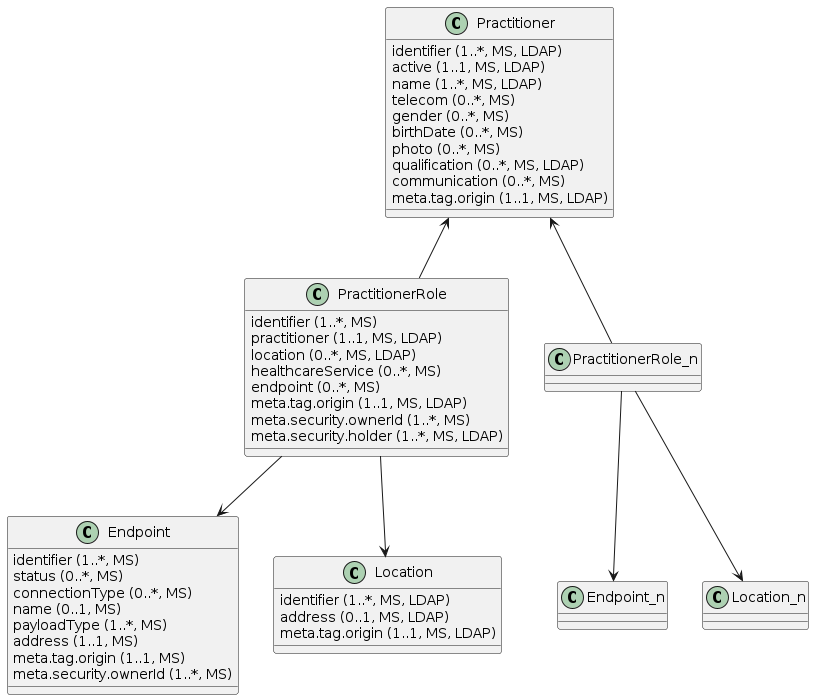 C Practitioner
identifier (1..*, MS, LDAP)
active (1..1, MS, LDAP)
name (1..*, MS, LDAP)
telecom (0..*, MS)
gender (0..*, MS)
birthDate (0..*, MS)
photo (0..*, MS)
qualification (0..*, MS, LDAP)
communication (0..*, MS)
meta.tag.origin (1..1, MS, LDAP)
C PractitionerRole
identifier (1..*, MS)
practitioner (1..1, MS, LDAP)
location (0..*, MS, LDAP)
healthcareService (0..*, MS)
endpoint (0..*, MS)
meta.tag.origin (1..1, MS, LDAP)
meta.security.ownerId (1..*, MS)
meta.security.holder (1..*, MS, LDAP)
C PractitionerRole_n
C Endpoint
identifier (1..*, MS)
status (0..*, MS)
connectionType (0..*, MS)
name (0..1, MS)
payloadType (1..*, MS)
address (1..1, MS)
meta.tag.origin (1..1, MS)
meta.security.ownerId (1..*, MS)
C Location
identifier (1..*, MS, LDAP)
address (0..1, MS, LDAP)
meta.tag.origin (1..1, MS, LDAP)
C Endpoint_n
C Location_n